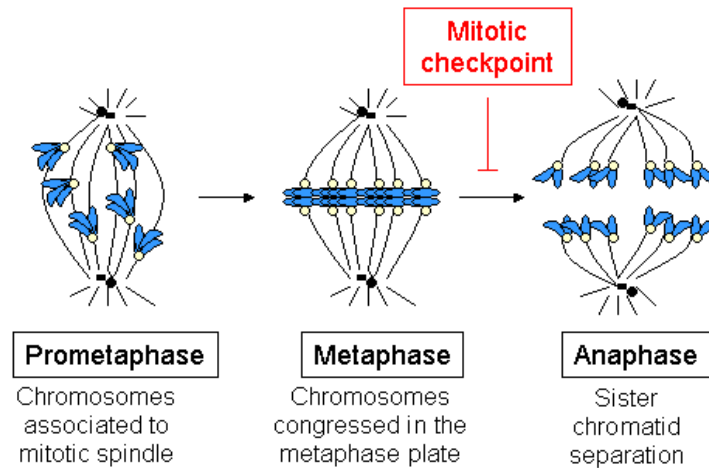 Mitotic
checkpoint
Prometaphase
Chromosomes
associated to
mitotic spindle
Metaphase
Chromosomes
congressed in the
metaphase plate
Anaphase
Sister
chromatid
separation